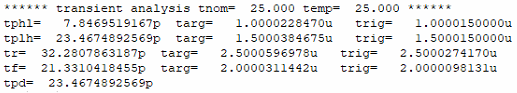 ****** transient analysis tnom= 25.000 temp= 25.000 ******
tphl= 7.8469519167p targ= 1.0000228470u trig= 1.0000150000u
tplh= 23.4674892569p targ= 1.5000384675u trig= 1.5000150000u
tr= 32.2807863187p targ= 2.5000596978u trig= 2.5000274170u
tf= 21.3310418455p targ= 2.0000311442u trig= 2.0000098131u
tpd= 23.4674892569p